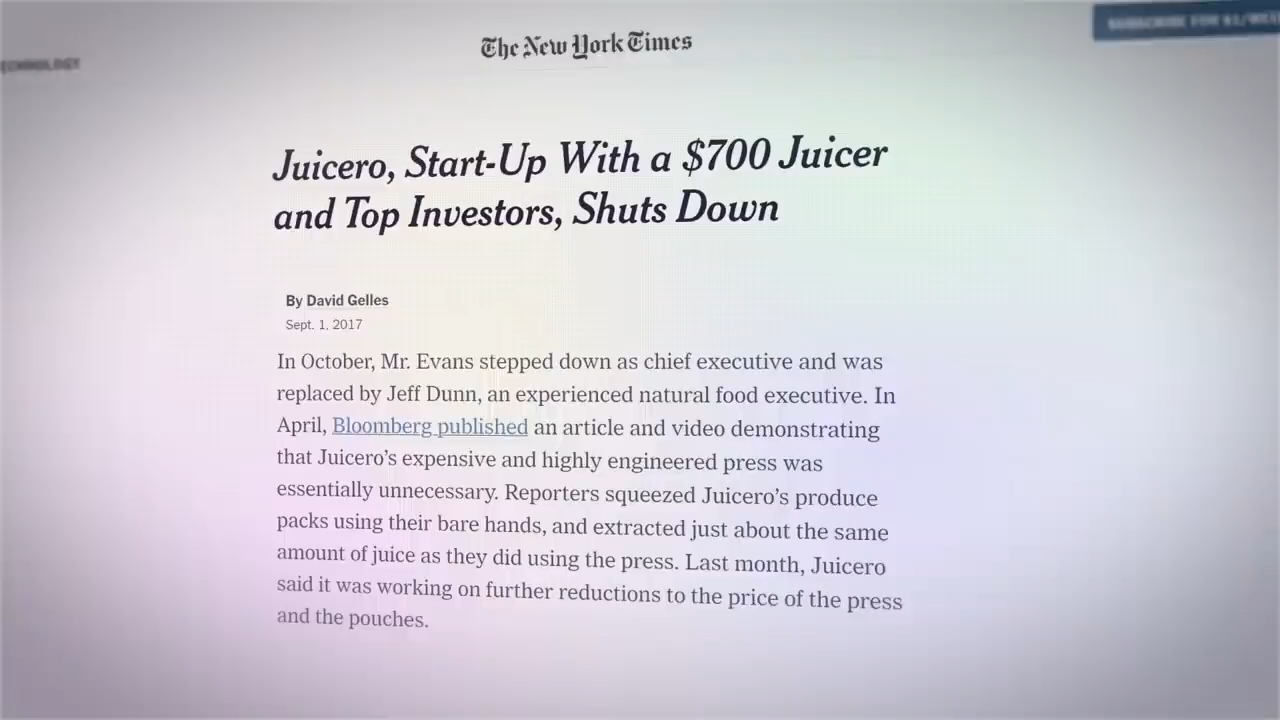 The New York Times
Juicero, Start-Up With a $700 Juicer
and Top Investors, Shuts Down
By David Gelles
Sept. 1, 2017
In October, Mr. Evans stepped down as chief executive and was
replaced by Jeff Dunn, an experienced natural food executive. In
April, Bloomberg published an article and video demonstrating
that Juicero’s expensive and highly engineered press was
essentially unnecessary. Reporters squeezed Juicero’s produce
packs using their bare hands, and extracted just about the same
amount of juice as they did using the press. Last month, Juicero
said it was working on further reductions to the price of the press
and the pouches.